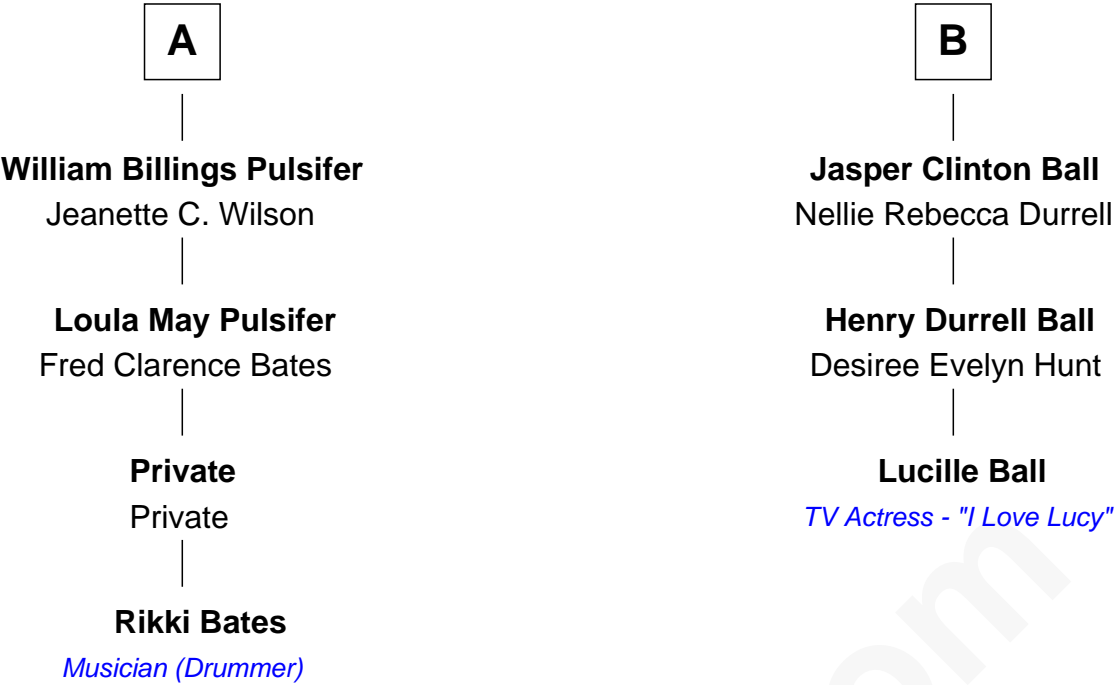 A
B
William Billings Pulsifer
Jeanette C. Wilson
Jasper Clinton Ball
Nellie Rebecca Durrell
Loula May Pulsifer
Fred Clarence Bates
Henry Durrell Ball
Desiree Evelyn Hunt
Private
Private
Lucille Ball
TV Actress - "I Love Lucy"
Rikki Bates
Musician (Drummer)
om